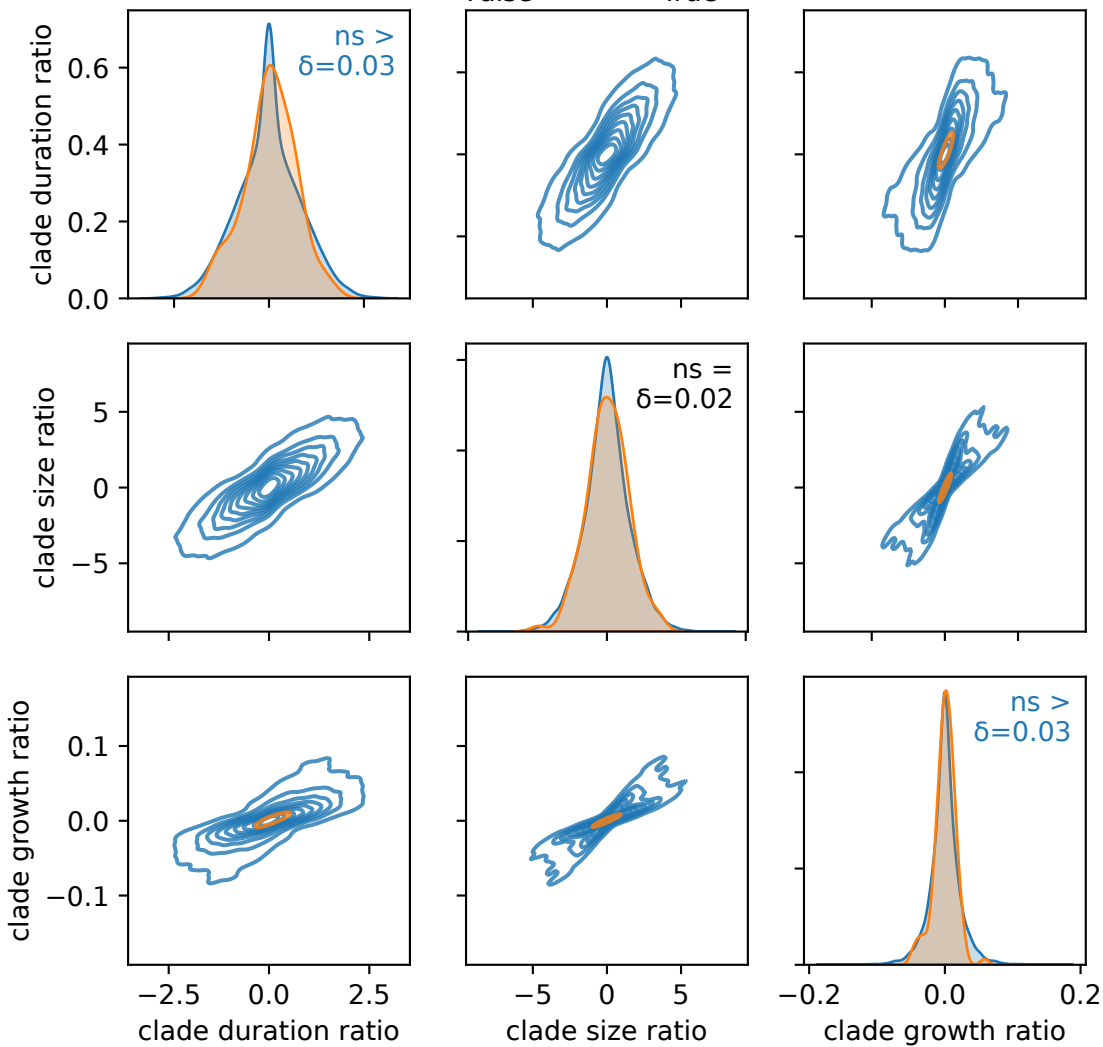 clade duration ratio
0.6
0.4
0.2
0.0
ns >
δ=0.03
clade size ratio
5
0
−5
ns =
δ=0.02
clade growth ratio
0.1
0.0
−0.1
ns >
δ=0.03
−2.5 0.0 2.5
−5 0 5
−0.2 0.0 0.2
clade duration ratio
clade size ratio
clade growth ratio